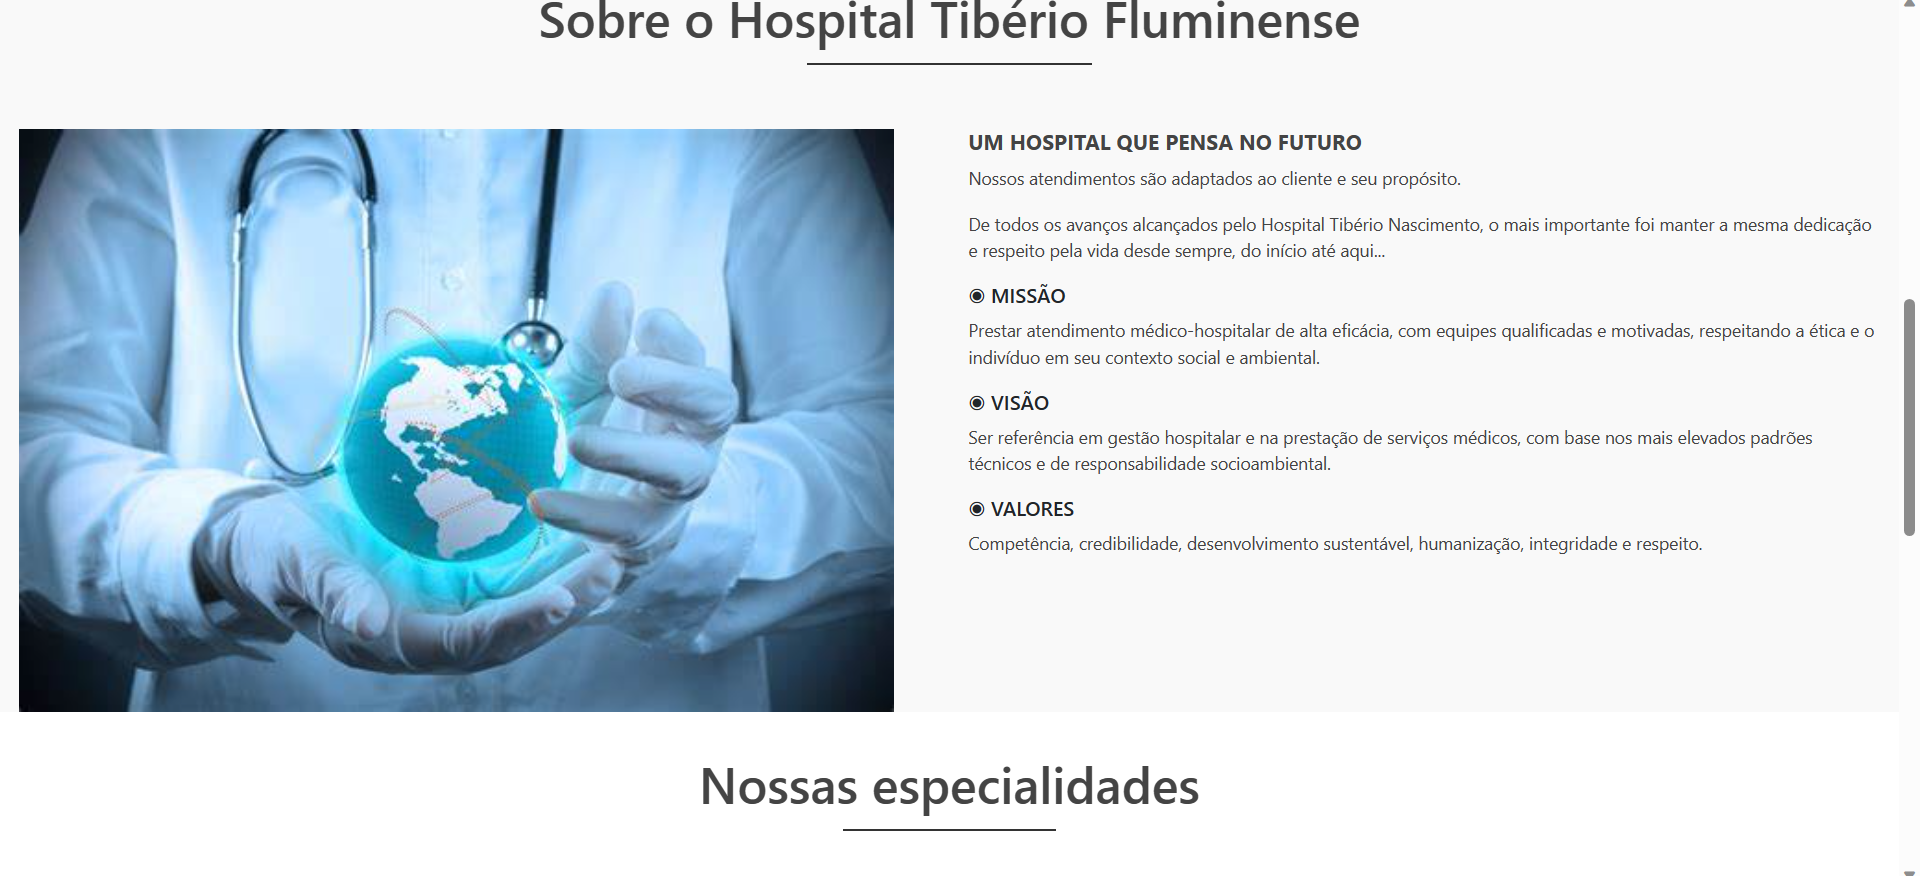 Sobre o Hospital Tibério Fluminense
UM HOSPITAL QUE PENSA NO FUTURO
Nossos atendimentos são adaptados ao cliente e seu propósito.
De todos os avanços alcançados pelo Hospital Tibério Nascimento, o mais importante foi manter a mesma dedicação
e respeito pela vida desde sempre, do início até aqui...
◉ MISSÃO
Prestar atendimento médico-hospitalar de alta eficácia, com equipes qualificadas e motivadas, respeitando a ética e o
indivíduo em seu contexto social e ambiental.
◉ VISÃO
Ser referência em gestão hospitalar e na prestação de serviços médicos, com base nos mais elevados padrões
técnicos e de responsabilidade socioambiental.
◉ VALORES
Competência, credibilidade, desenvolvimento sustentável, humanização, integridade e respeito.
Nossas especialidades